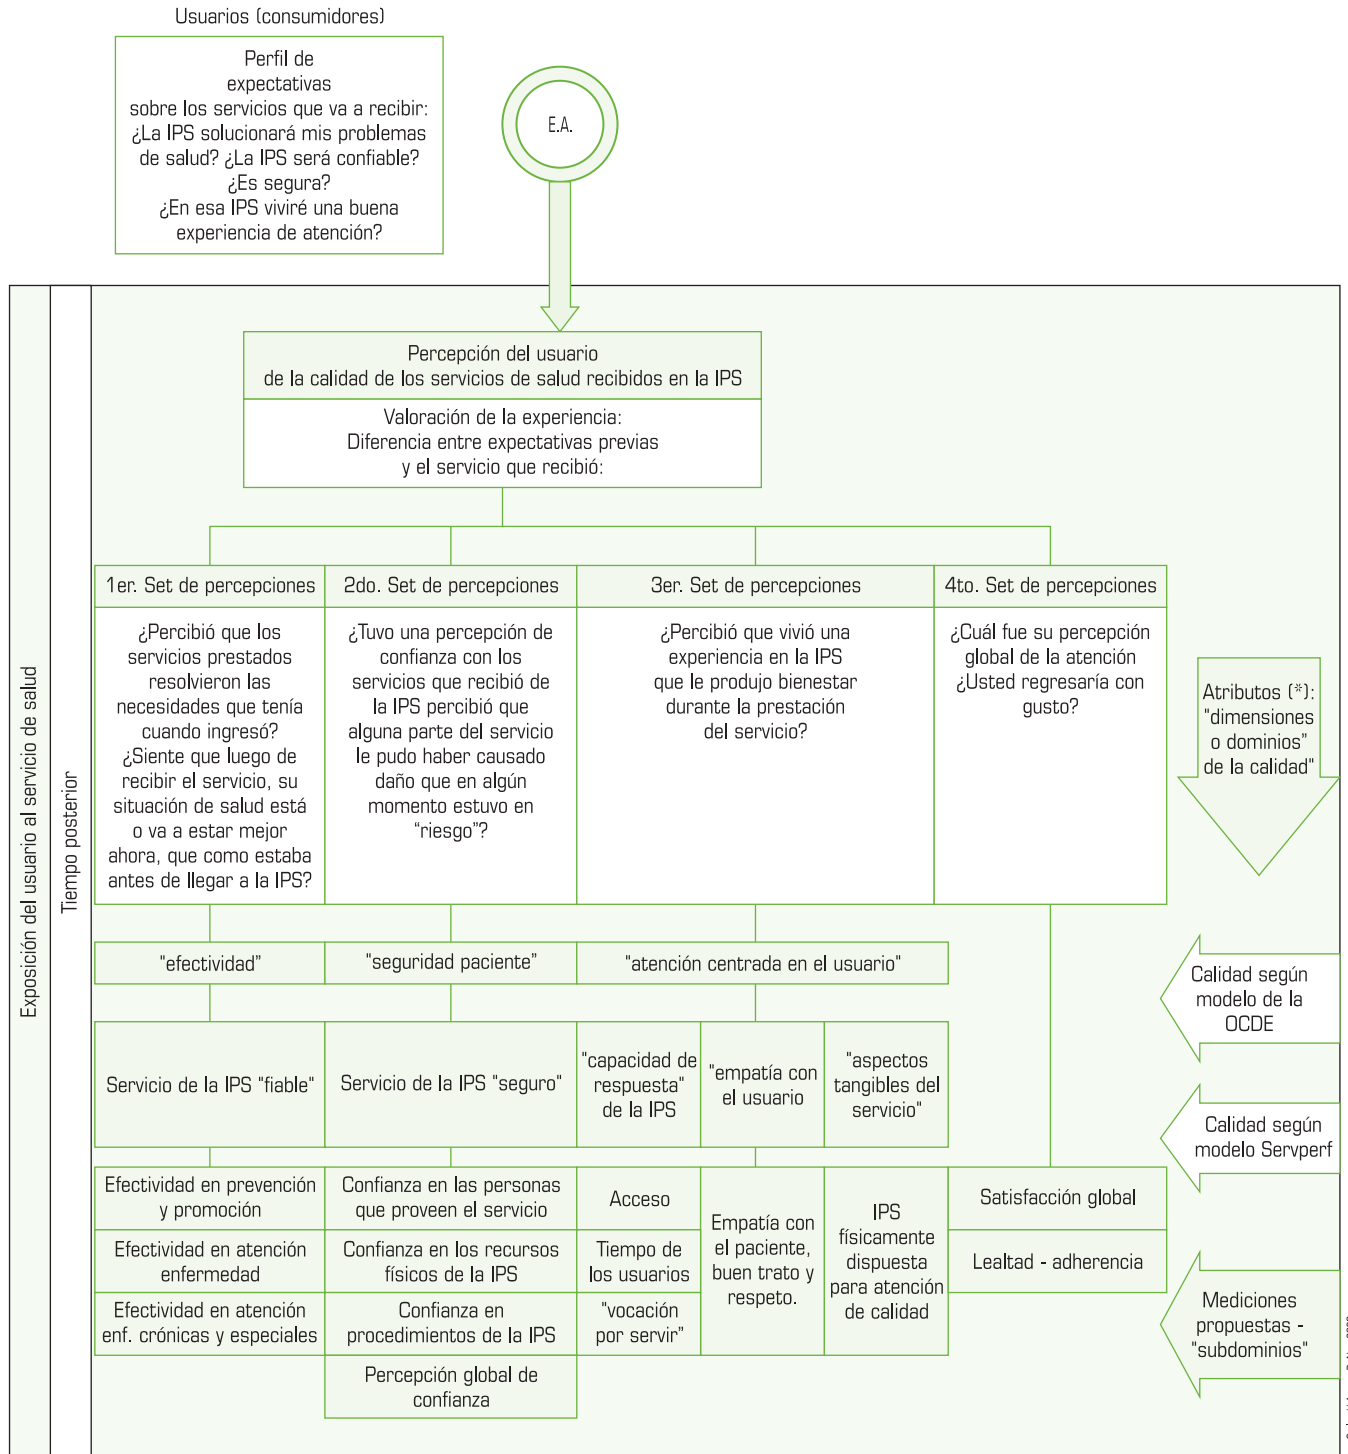 Usuarios (consumidores)
Perfil de
expectativas
sobre los servicios que va a recibir:
¿La IPS solucionará mis problemas
de salud? ¿La IPS será confiable?
¿Es segura?
¿En esa IPS viviré una buena
experiencia de atención?
E.A.
Exposición del usuario al servicio de salud
Tiempo posterior
Percepción del usuario
de la calidad de los servicios de salud recibidos en la IPS
Valoración de la experiencia:
Diferencia entre expectativas previas
y el servicio que recibió:
1er. Set de percepciones
¿Percibió que los
servicios prestados
resolvieron las
necesidades que tenía
cuando ingresó?
¿Siente que luego de
recibir el servicio, su
situación de salud está
o va a estar mejor
ahora, que como estaba
antes de llegar a la IPS?
2do. Set de percepciones
¿Tuvo una percepción de
confianza con los
servicios que recibió de
la IPS percibió que
alguna parte del servicio
le pudo haber causado
daño que en algún
momento estuvo en
"riesgo"?
3er. Set de percepciones
¿Percibió que vivió una
experiencia en la IPS
que le produjo bienestar
durante la prestación
del servicio?
4to. Set de percepciones
¿Cuál fue su percepción
global de la atención
¿Usted regresaría con
gusto?
Atributos (*):
"dimensiones
o dominios"
de la calidad"
"efectividad"
"seguridad paciente"
"atención centrada en el usuario"
Calidad según
modelo de la
OCDE
Servicio de la IPS "fiable"
Servicio de la IPS "seguro"
"capacidad de
respuesta"
de la IPS
"empatía con
el usuario
"aspectos
tangibles del
servicio"
Calidad según
modelo Servperf
Efectividad en prevención
y promoción
Efectividad en atención
enfermedad
Efectividad en atención
enf. crónicas y especiales
Confianza en las personas
que proveen el servicio
Confianza en los recursos
físicos de la IPS
Confianza en
procedimientos de la IPS
Percepción global de
confianza
Acceso
Tiempo de
los usuarios
"vocación
por servir"
Empatía con
el paciente,
buen trato y
respeto.
IPS
físicamente
dispuesta
para atención
de calidad
Satisfacción global
Lealtad - adherencia
Mediciones
propuestas -
"subdominios"